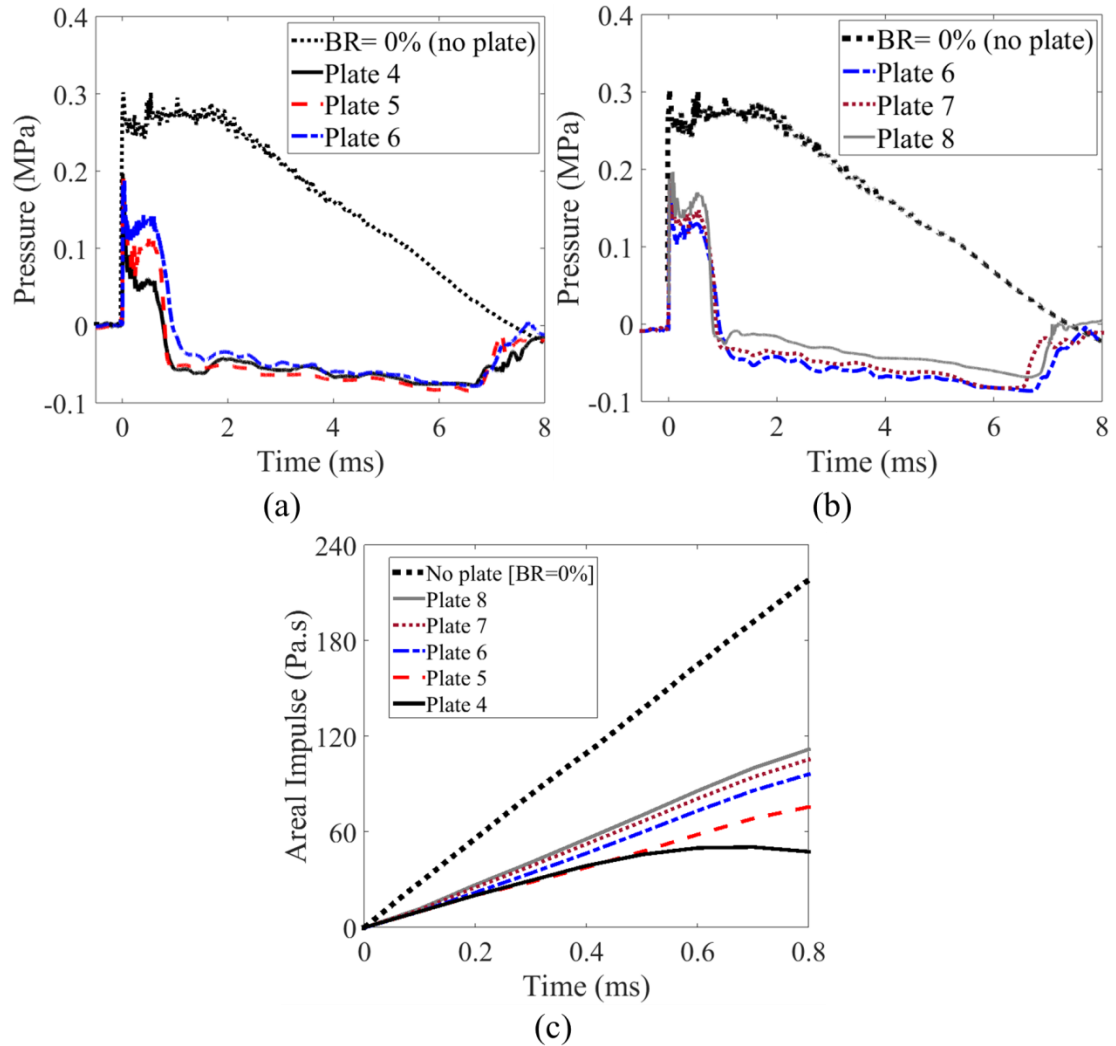 0.4
0.3
0.2
0.1
0
-0.1
Pressure (MPa)
BR= 0% (no plate)
Plate 4
Plate 5
Plate 6
0 2 4 6 8
Time (ms)
(a)
0.4
0.3
0.2
0.1
0
-0.1
Pressure (MPa)
BR= 0% (no plate)
Plate 6
Plate 7
Plate 8
0 2 4 6 8
Time (ms)
(b)
240
180
120
60
0
Areal Impulse (Pa.s)
No plate [BR=0%]
Plate 8
Plate 7
Plate 6
Plate 5
Plate 4
0 0.2 0.4 0.6 0.8
Time (ms)
(c)